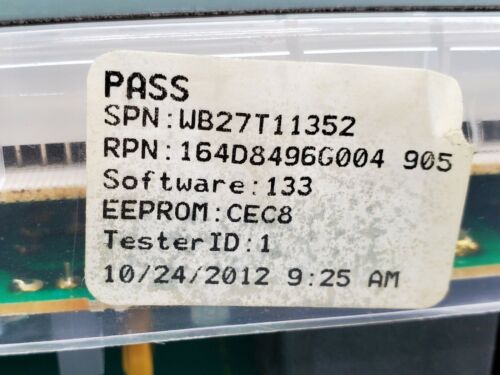 PASS
SPN:WB27T11352
RPN:164D8496G004 905
Software:133
EEPROM:CEC8
TesterID:1
10/24/2012 9:25 AM